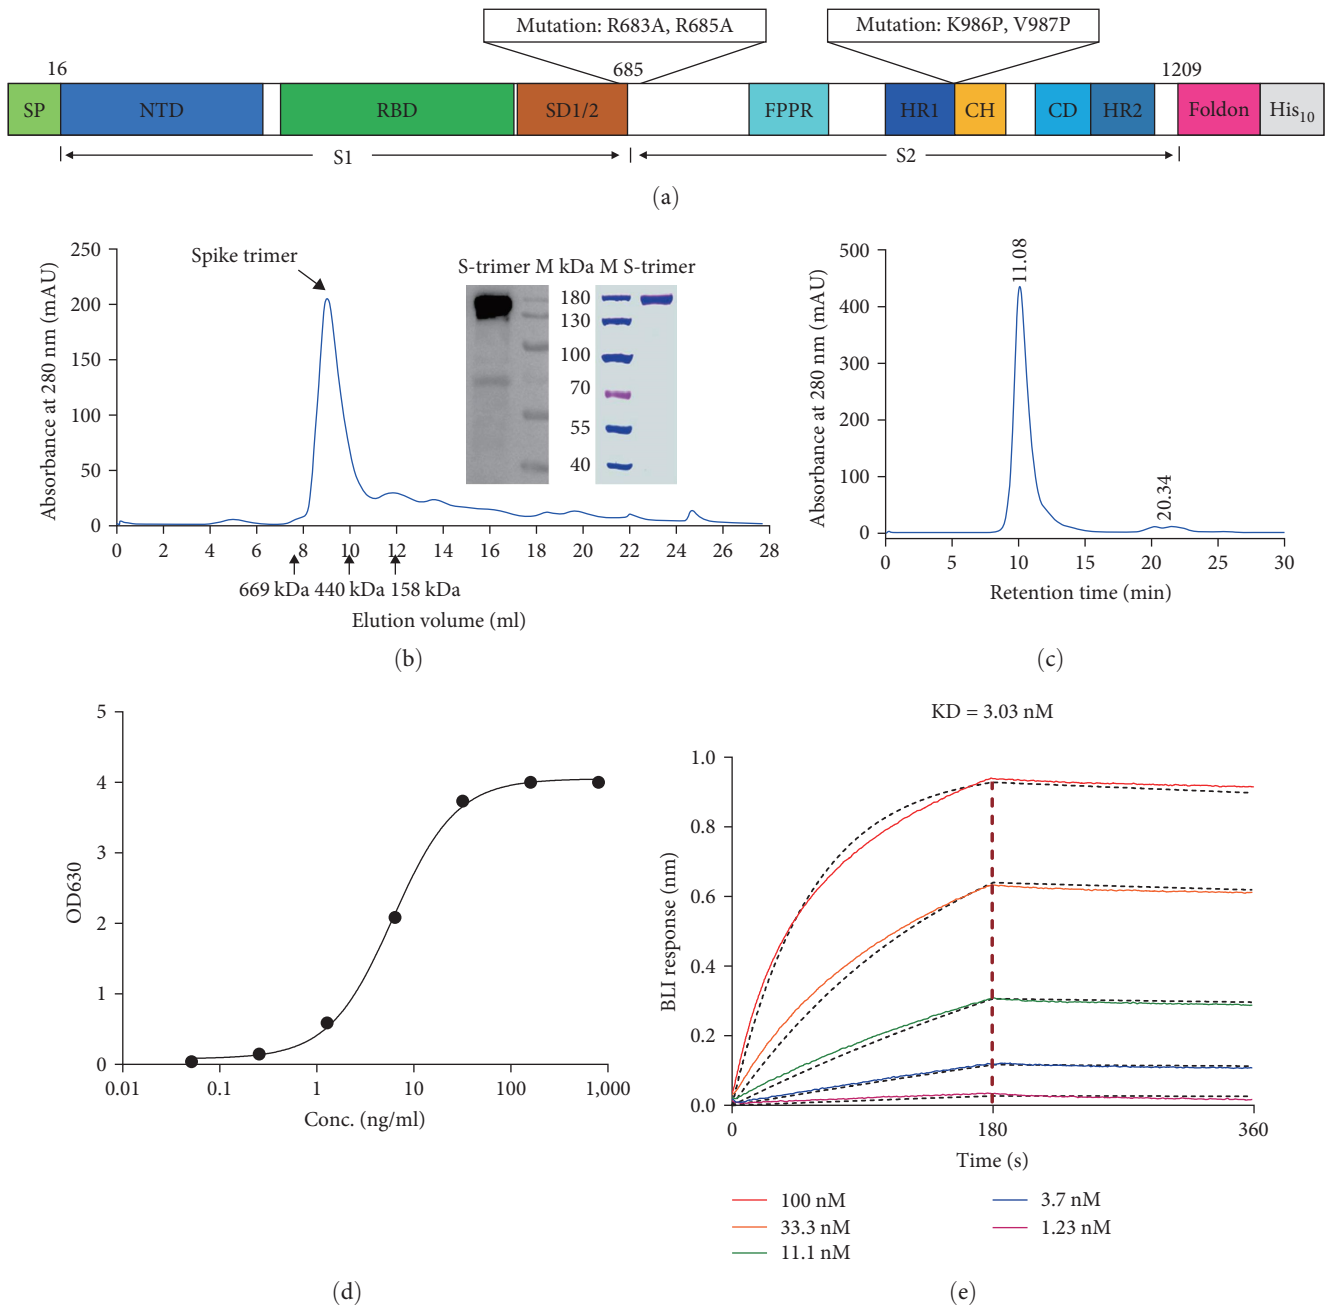 Mutation: R683A, R685A
Mutation: K986P, V987P
16
685
1209
SP
NTD
RBD
SD1/2
FPPR
HR1
CH
CD
HR2
Foldon
His10
S1
S2
(a)
Absorbance at 280 nm (mAU)
250
200
150
100
50
0
Spike trimer
S-trimer M kDa M S-trimer
180
130
100
70
55
40
0 2 4 6 8 10 12 14 16 18 20 22 24 26 28
669 kDa 440 kDa 158 kDa
Elution volume (ml)
(b)
Absorbance at 280 nm (mAU)
500
400
300
200
100
0
11.08
20.34
0 5 10 15 20 25 30
Retention time (min)
(c)
OD630
5
4
3
2
1
0
0.01 0.1 1 10 100 1,000
Conc. (ng/ml)
(d)
KD = 3.03 nM
BLI response (nm)
1.0
0.8
0.6
0.4
0.2
0.0
0 180 360
Time (s)
100 nM
33.3 nM
11.1 nM
3.7 nM
1.23 nM
(e)